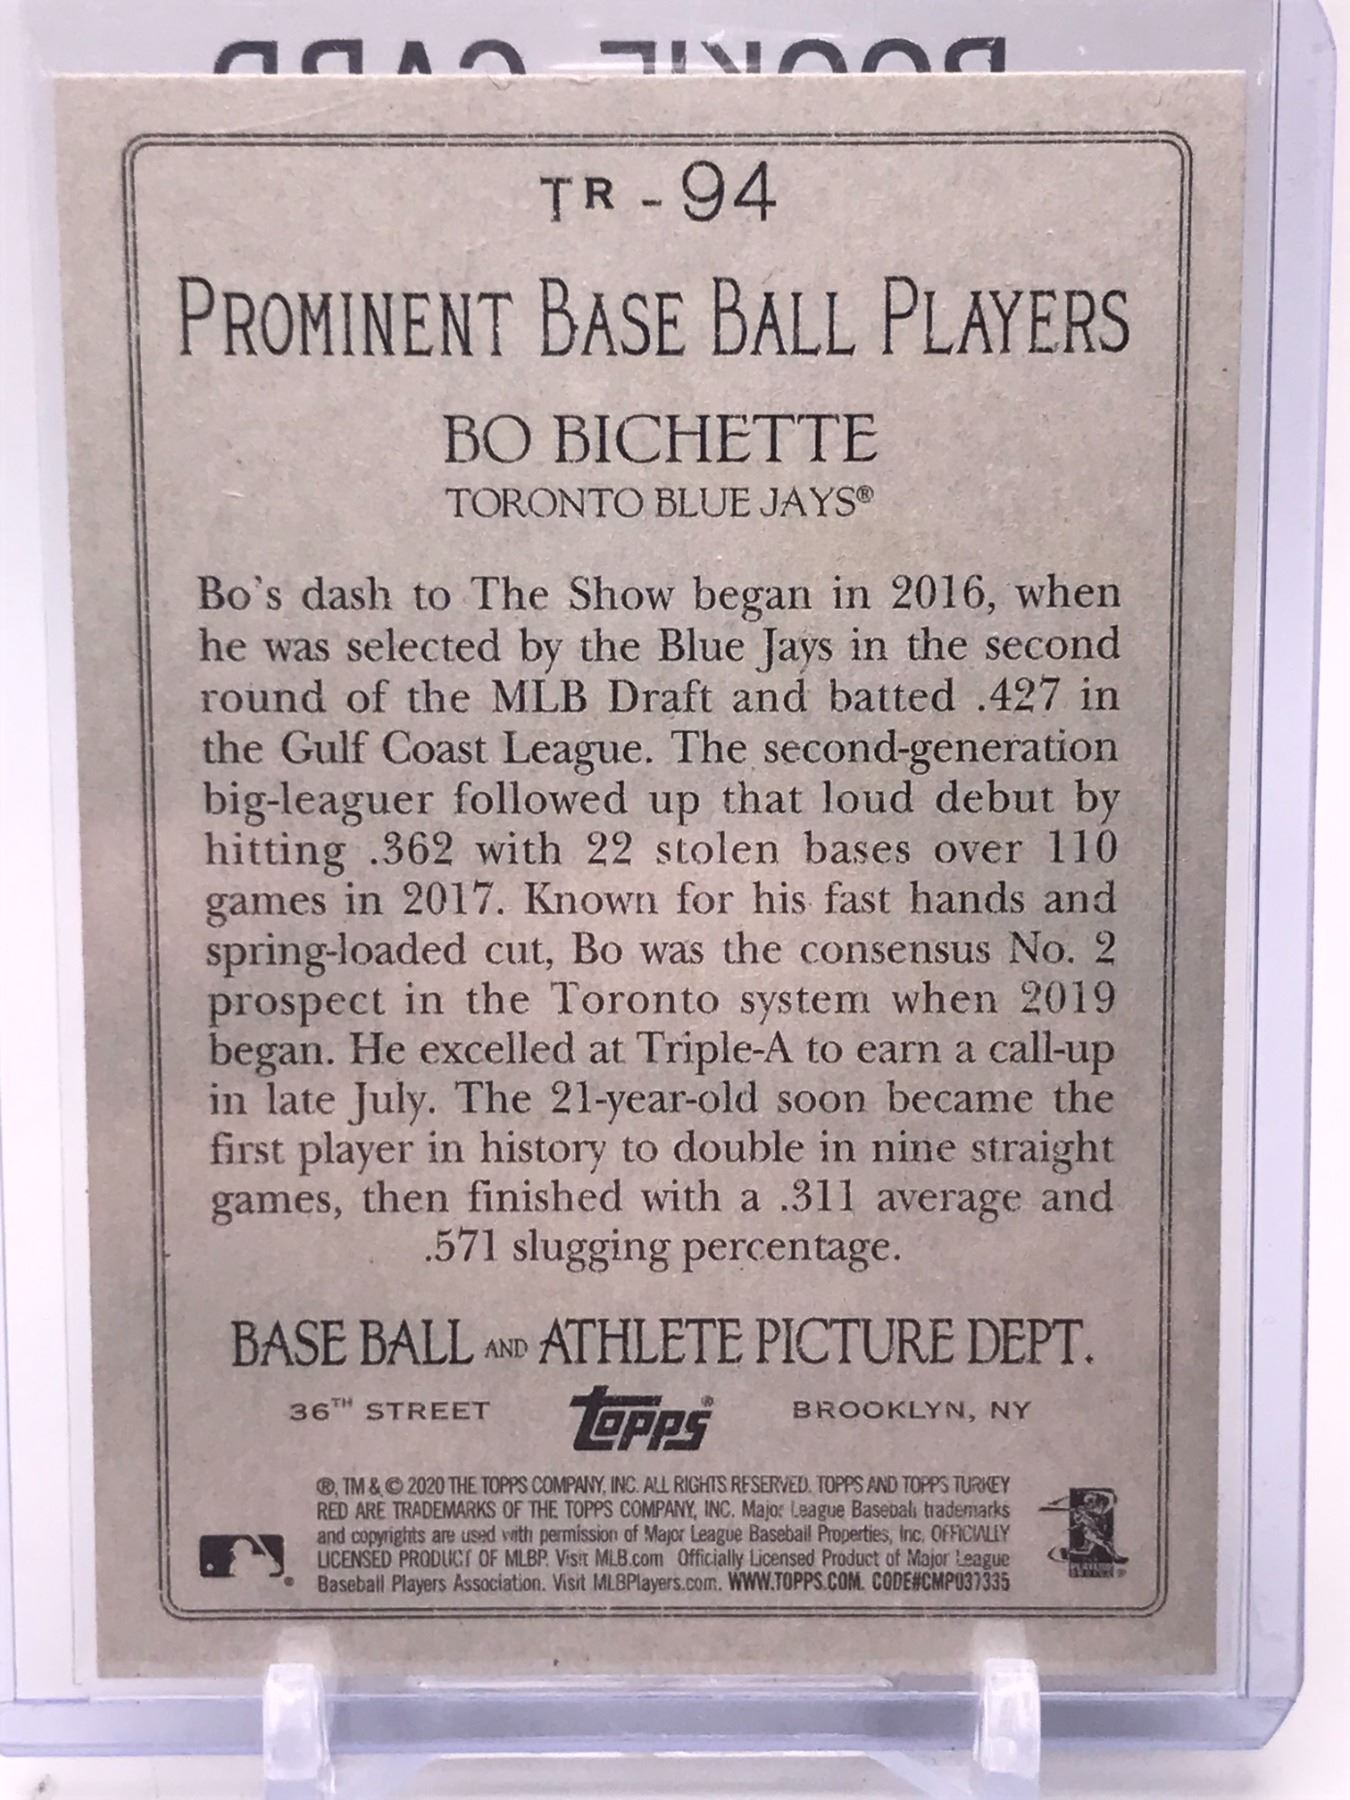 ROOKIE CARD
TR - 94
PROMINENT BASE BALL PLAYERS
BO BICHETTE
TORONTO BLUE JAYS®
Bo's dash to The Show began in 2016, when
he was selected by the Blue Jays in the second
round of the MLB Draft and batted .427 in
the Gulf Coast League. The second-generation
big-leaguer followed up that loud debut by
hitting .362 with 22 stolen bases over 110
games in 2017. Known for his fast hands and
spring-loaded cut, Bo was the consensus No. 2
prospect in the Toronto system when 2019
began. He excelled at Triple-A to earn a call-up
in late July. The 21-year-old soon became the
first player in history to double in nine straight
games, then finished with a .311 average and
.571 slugging percentage.
BASE BALL AND ATHLETE PICTURE DEPT.
36TH STREET topps® BROOKLYN, NY
®, TM & © 2020 THE TOPPS COMPANY, INC. ALL RIGHTS RESERVED. TOPPS AND TOPPS TURKEY
RED ARE TRADEMARKS OF THE TOPPS COMPANY, INC. Major League Baseball trademarks
and copyrights are used with permission of Major League Baseball Properties, Inc. OFFICIALLY
LICENSED PRODUCT OF MLBP. Visit MLB.com Officially Licensed Product of Major League
Baseball Players Association. Visit MLBPlayers.com. WWW.TOPPS.COM. CODE#CMP037335